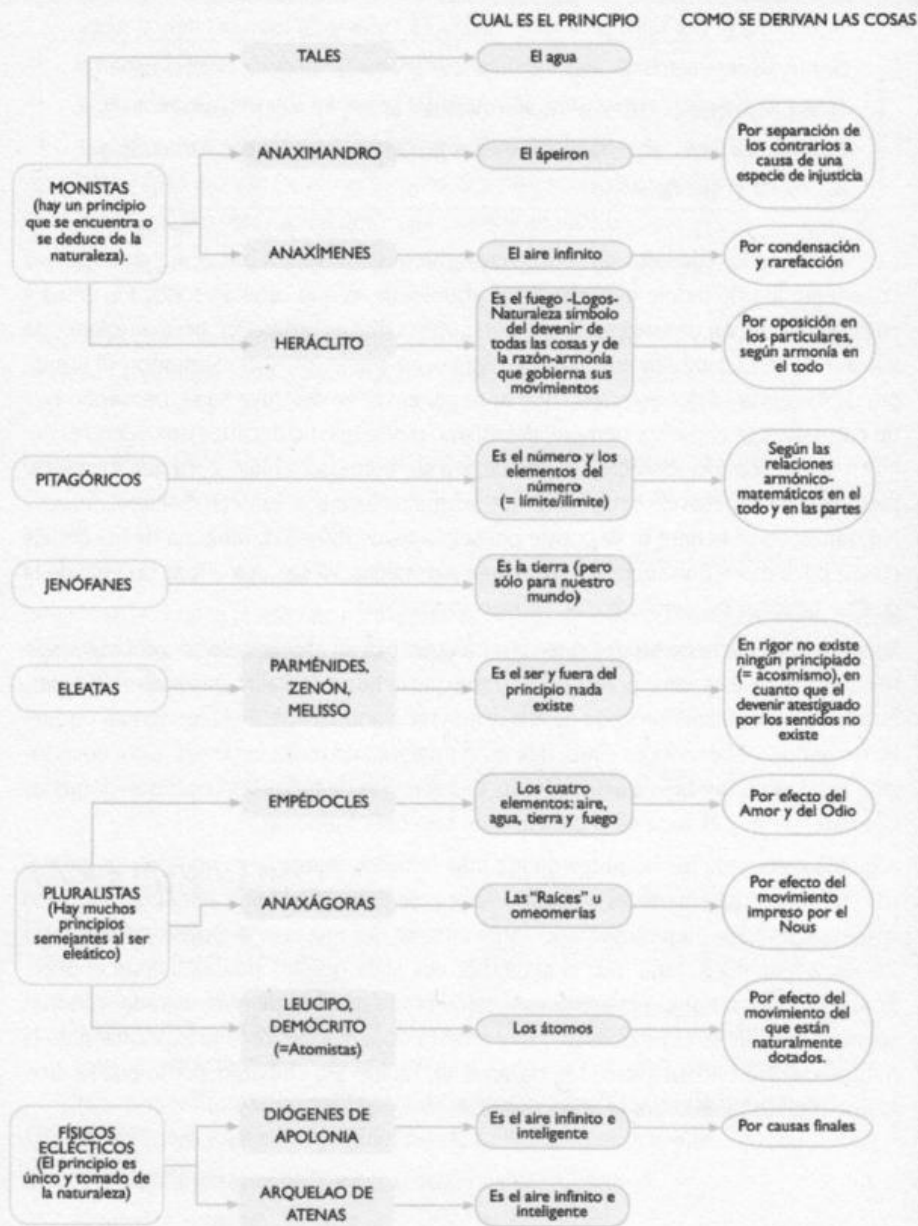 CUAL ES EL PRINCIPIO
COMO SE DERIVAN LAS COSAS
MONISTAS
(hay un principio
que se encuentra o
se deduce de la
naturaleza).
TALES
El agua
ANAXIMANDRO
El ápeiron
Por separación de
los contrarios a
causa de una
especie de injusticia
ANAXÍMENES
El aire infinito
Por condensación
y rarefacción
HERÁCLITO
Es el fuego -Logos-
Naturaleza símbolo
del devenir de
todas las cosas y de
la razón-armonía
que gobierna sus
movimientos
Por oposición en
los particulares,
según armonía en
el todo
PITAGÓRICOS
Es el número y los
elementos del
número
(= límite/ilímite)
Según las
relaciones
armónico-
matemáticos en el
todo y en las partes
JENÓFANES
Es la tierra (pero
sólo para nuestro
mundo)
ELEATAS
PARMÉNIDES,
ZENÓN,
MELISSO
Es el ser y fuera del
principio nada
existe
En rigor no existe
ningún principiado
(= acosmismo), en
cuanto que el
devenir atestiguado
por los sentidos no
existe
PLURALISTAS
(Hay muchos
principios
semejantes al ser
eleático)
EMPÉDOCLES
Los cuatro
elementos: aire,
agua, tierra y fuego
Por efecto del
Amor y del Odio
ANAXÁGORAS
Las "Raíces" u
omeomerías
Por efecto del
movimiento
impreso por el
Nous
LEUCIPO,
DEMÓCRITO
(=Atomistas)
Los átomos
Por efecto del
movimiento del
que están
naturalmente
dotados.
FÍSICOS
ECLÉCTICOS
(El principio es
único y tomado de
la naturaleza)
DIÓGENES DE
APOLONIA
Es el aire infinito e
inteligente
Por causas finales
ARQUELAO DE
ATENAS
Es el aire infinito e
inteligente